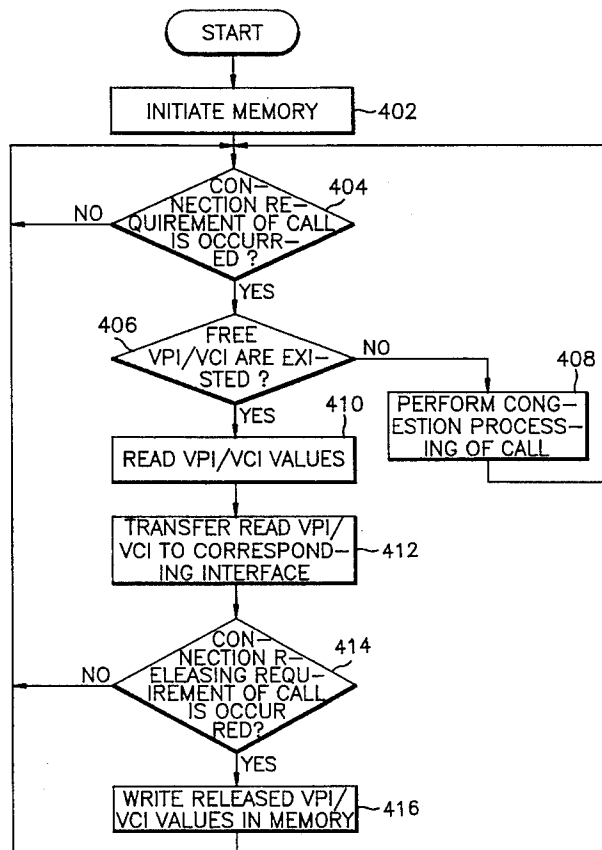 START
INITIATE MEMORY
402
CON-
NECTION RE-
QUIREMENT OF CALL
IS OCCURR-
ED ?
404
NO
YES
406
FREE
VPI/VCI ARE EXI-
STED ?
NO
408
YES
PERFORM CONG-
ESTION PROCESS-
ING OF CALL
410
READ VPI/VCI VALUES
TRANSFER READ VPI/
VCI TO CORRESPOND-
ING INTERFACE
412
CON-
NECTION R-
ELEASING REQU-
IREMENT OF CALL
IS OCCUR
RED?
414
NO
YES
WRITE RELEASED VPI/
VCI VALUES IN MEMORY
416